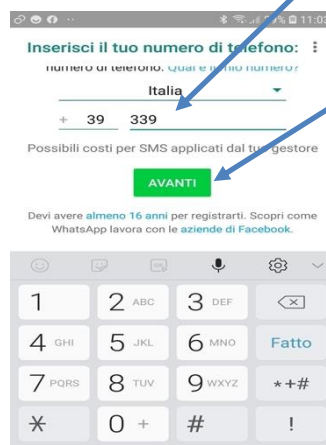 11:03
Inserisci il tuo numero di telefono:
numero di telefono. Qual è il mio numero?
Italia
+ 39 339
Possibili costi per SMS applicati dal tuo gestore
AVANTI
Devi avere almeno 16 anni per registrarti. Scopri come
WhatsApp lavora con le aziende di Facebook.
1 2 ABC 3 DEF
4 GHI 5 JKL 6 MNO Fatto
7 PQRS 8 TUV 9 WXYZ *+#
0 + # !